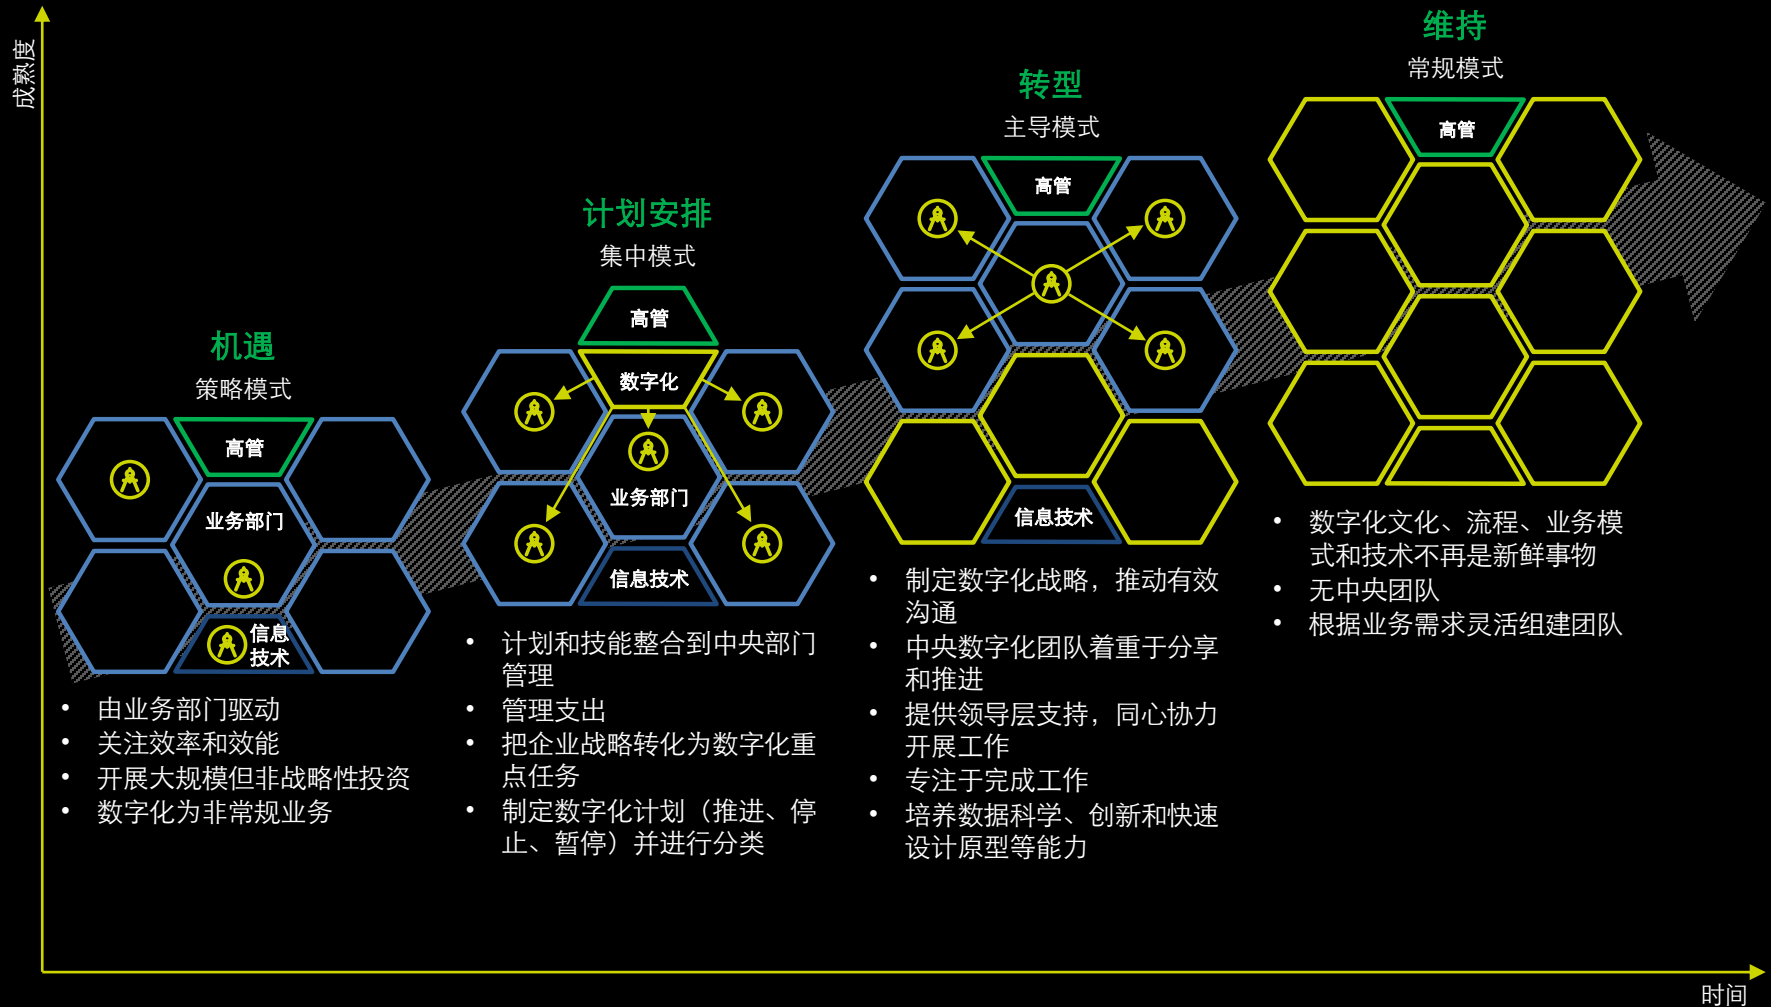 成熟度
机遇
策略模式
高管
业务部门
信息
技术
• 由业务部门驱动
• 关注效率和效能
• 开展大规模但非战略性投资
• 数字化为非常规业务
计划安排
集中模式
高管
数字化
业务部门
信息技术
• 计划和技能整合到中央部门
管理
• 管理支出
• 把企业战略转化为数字化重
点任务
• 制定数字化计划（推进、停
止、暂停）并进行分类
转型
主导模式
高管
信息技术
• 制定数字化战略，推动有效
沟通
• 中央数字化团队着重于分享
和推进
• 提供领导层支持，同心协力
开展工作
• 专注于完成工作
• 培养数据科学、创新和快速
设计原型等能力
维持
常规模式
高管
• 数字化文化、流程、业务模
式和技术不再是新鲜事物
• 无中央团队
• 根据业务需求灵活组建团队
时间